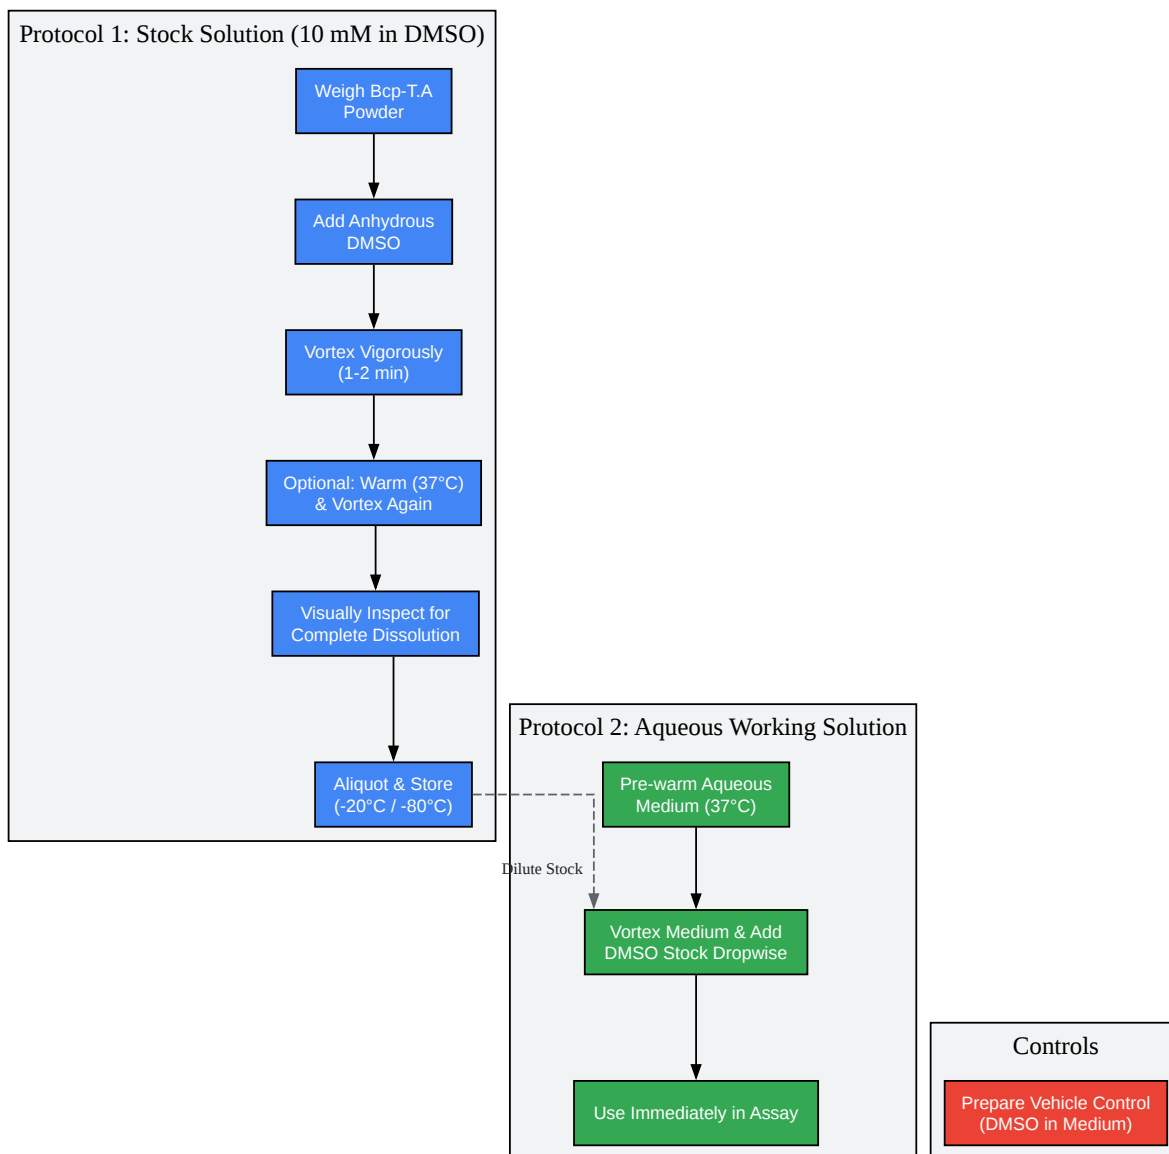 Protocol 1: Stock Solution (10 mM in DMSO)
Weigh Bcp-T.A
Powder
Add Anhydrous
DMSO
Vortex Vigorously
(1-2 min)
Optional: Warm (37°C)
& Vortex Again
Visually Inspect for
Complete Dissolution
Aliquot & Store
(-20°C / -80°C)
Dilute Stock
Protocol 2: Aqueous Working Solution
Pre-warm Aqueous
Medium (37°C)
Vortex Medium & Add
DMSO Stock Dropwise
Use Immediately in Assay
Controls
Prepare Vehicle Control
(DMSO in Medium)